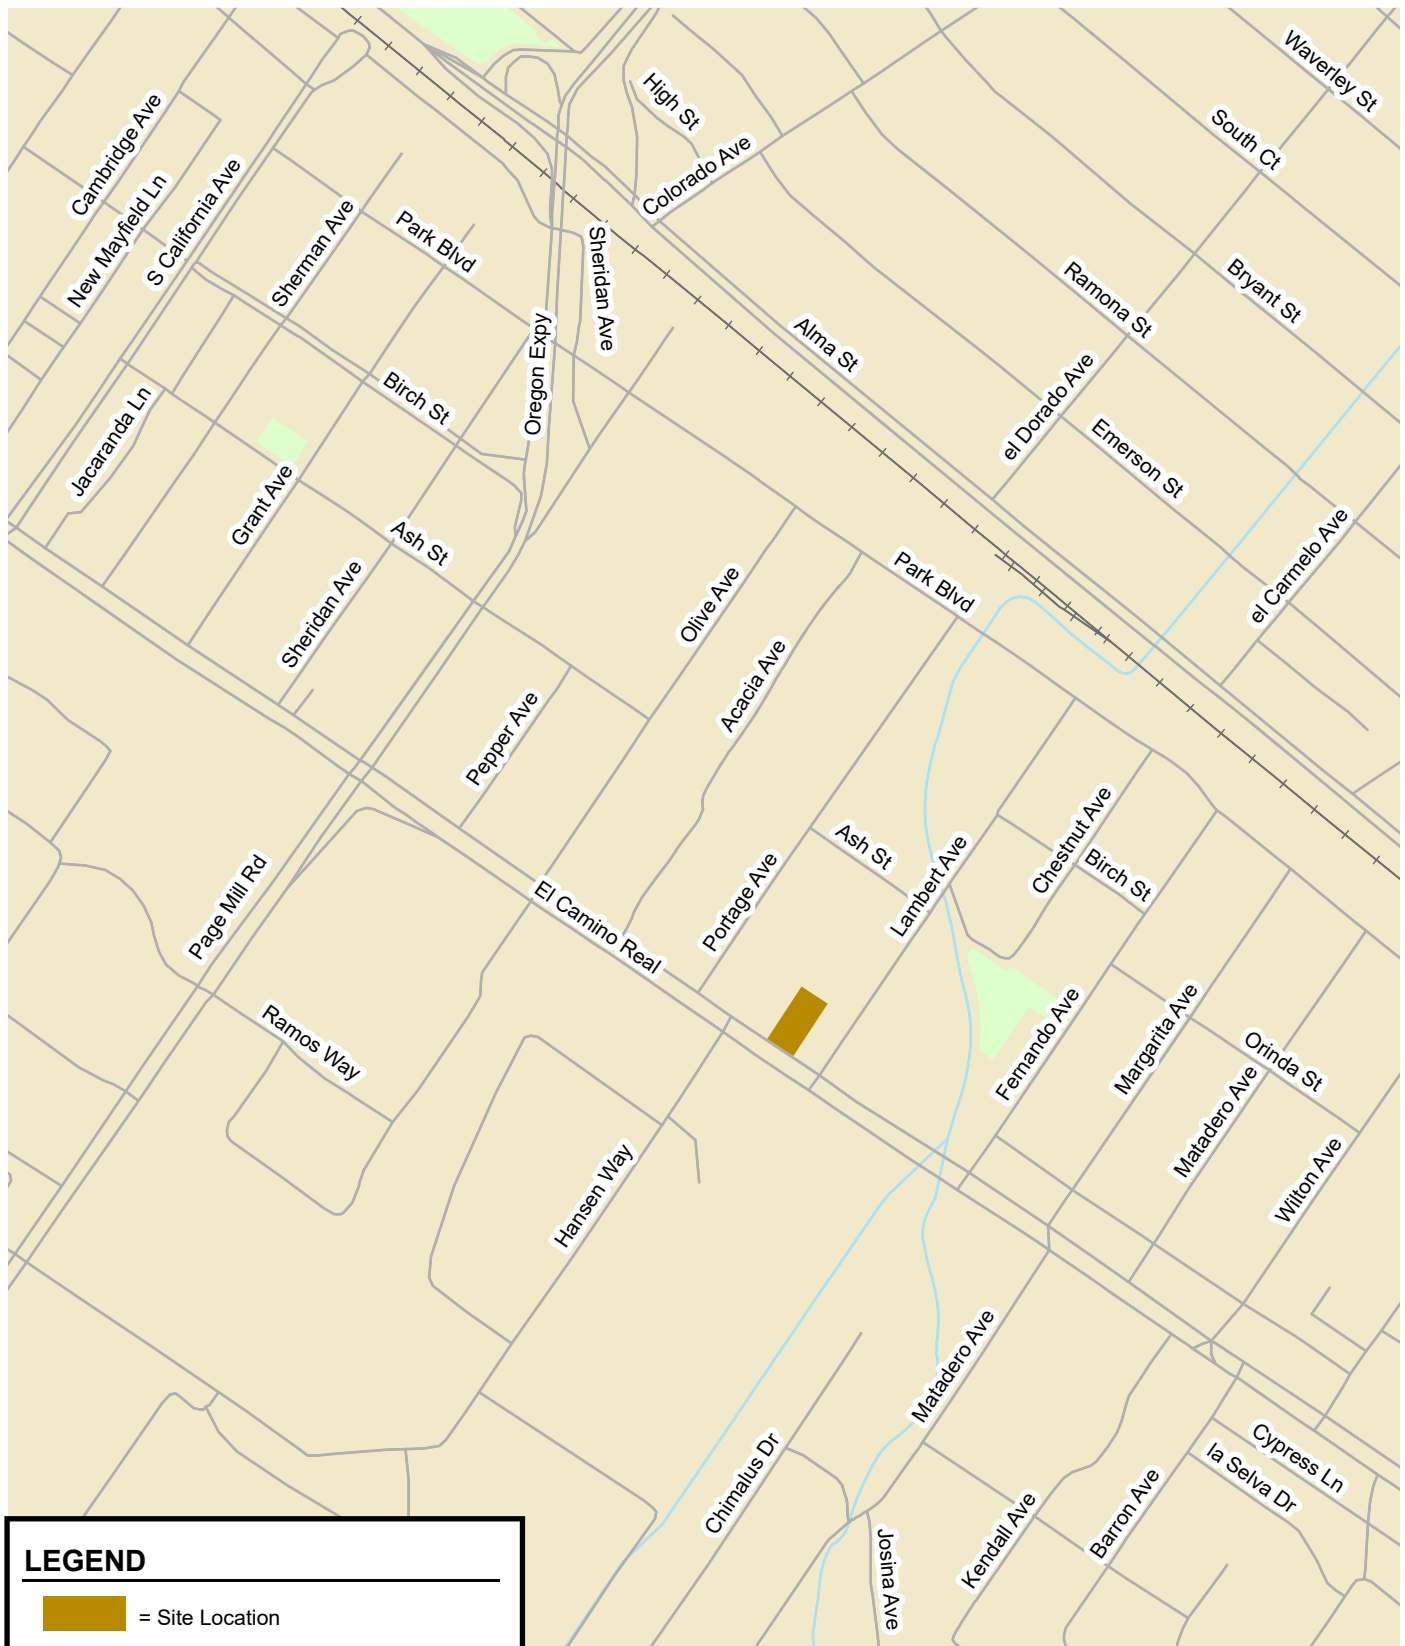 Waverley St
High St
South Ct
Cambridge Ave
New Mayfield Ln
S California Ave
Colorado Ave
Sherman Ave
Park Blvd
Sheridan Ave
Ramona St
Bryant St
Alma St
Oregon Expy
Birch St
el Dorado Ave
Jacaranda Ln
Emerson St
Grant Ave
Ash St
el Carmelo Ave
Sheridan Ave
Olive Ave
Park Blvd
Acacia Ave
Pepper Ave
Ash St
Chestnut Ave
Birch St
Lambert Ave
Page Mill Rd
Portage Ave
El Camino Real
Ramos Way
Fernando Ave
Margarita Ave
Orinda St
Matadero Ave
Wilton Ave
Hansen Way
Matadero Ave
Chimalus Dr
Cypress Ln
la Selva Dr
Barron Ave
Kendall Ave
Josina Ave
LEGEND
= Site Location